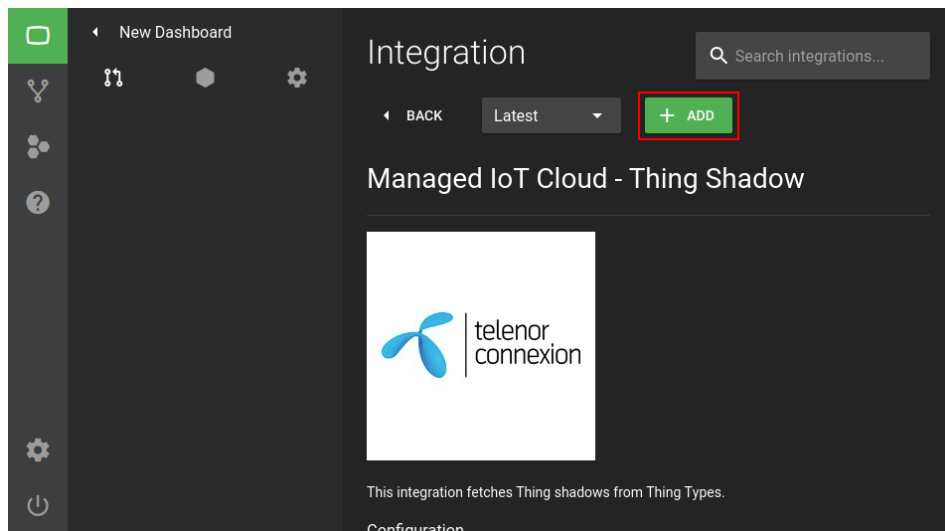 New Dashboard
Integration
Search integrations...
BACK
Latest
ADD
Managed IoT Cloud - Thing Shadow
telenor
connexion
This integration fetches Thing shadows from Thing Types.
Configuration